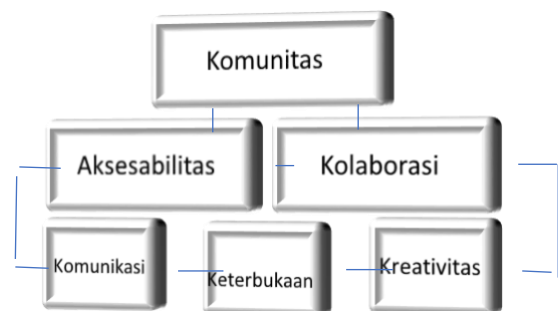 Komunitas
Aksesabilitas
Kolaborasi
Komunikasi
Keterbukaan
Kreativitas